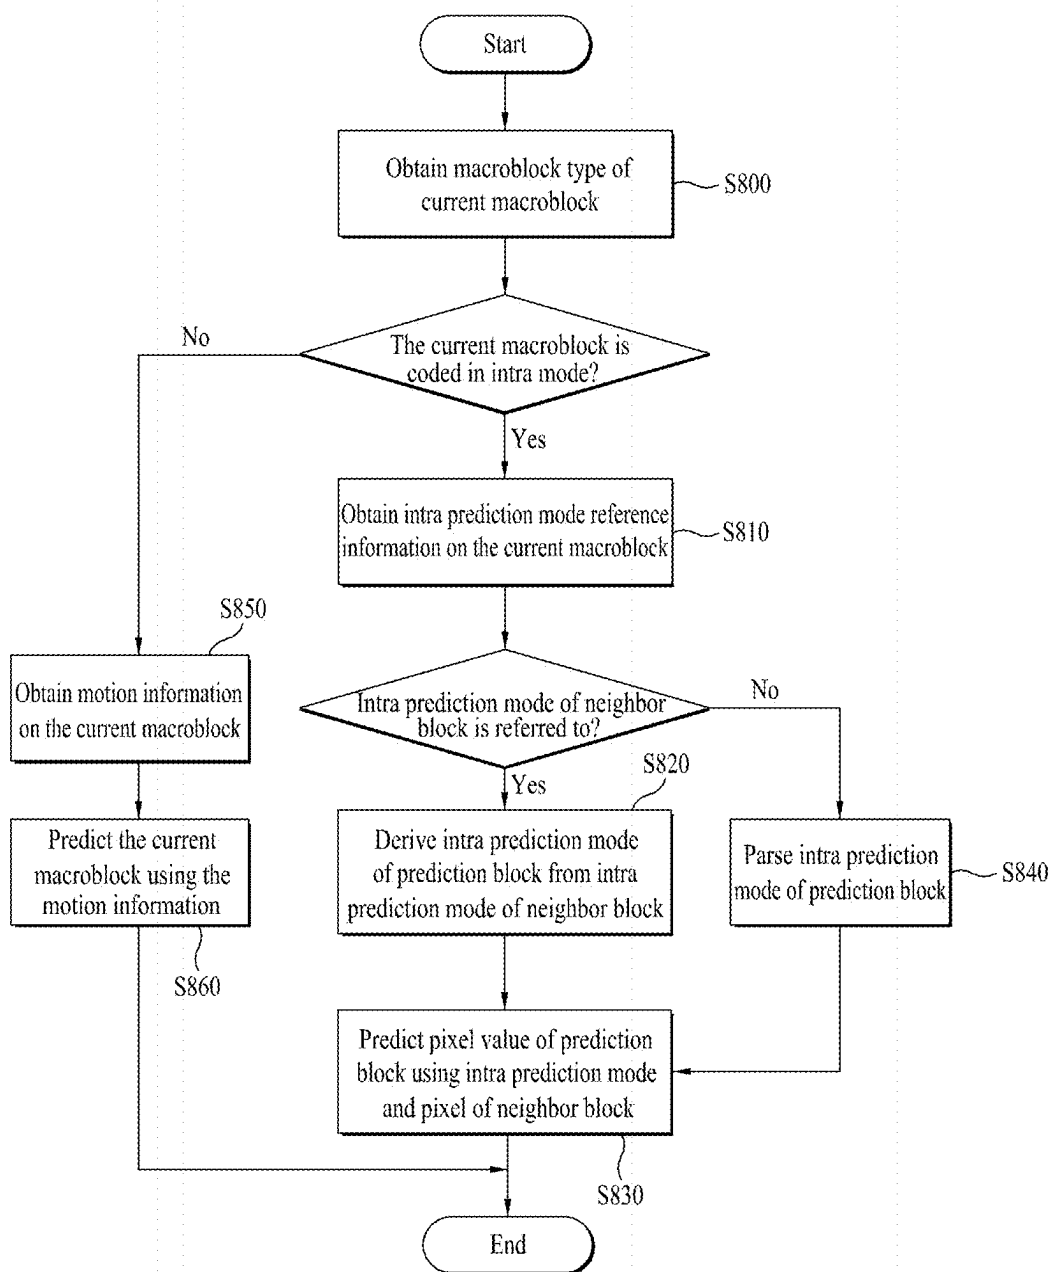 Start
Obtain macroblock type of
current macroblock
S800
No
The current macroblock is
coded in intra mode?
Yes
Obtain intra prediction mode reference
information on the current macroblock
S810
S850
Obtain motion information
on the current macroblock
Intra prediction mode of neighbor
block is referred to?
No
Yes
S820
Predict the current
macroblock using the
motion information
S860
Derive intra prediction mode
of prediction block from intra
prediction mode of neighbor block
Parse intra prediction
mode of prediction block
S840
Predict pixel value of prediction
block using intra prediction mode
and pixel of neighbor block
S830
End